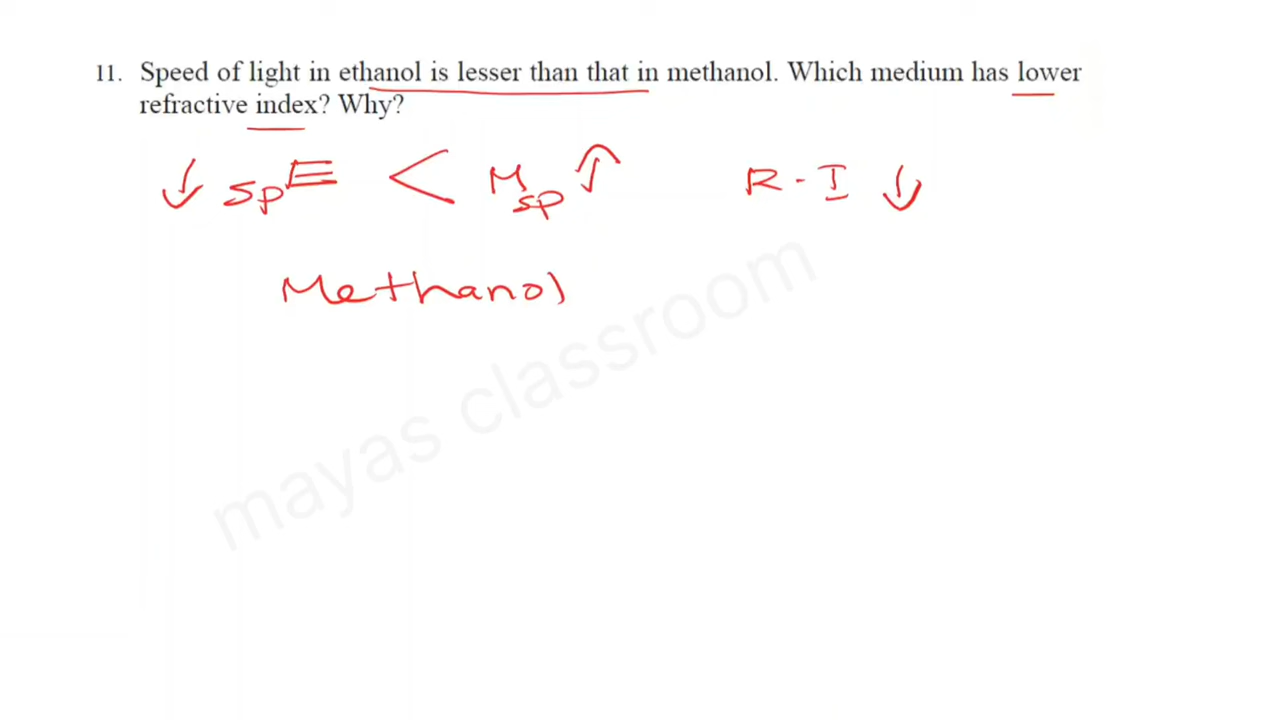 11. Speed of light in ethanol is lesser than that in methanol. Which medium has lower
refractive index? Why?
↓ sp E < M sp ↑ R - I ↓
Methanol
mayas classroom